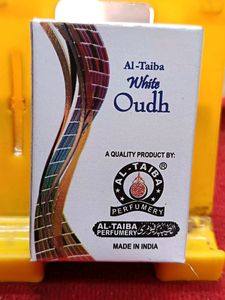 Al-Taiba
White
Oudh
A QUALITY PRODUCT BY:
AL-TAIBA
PERFUMERY
AL-TAIBA
PERFUMERY
MADE IN INDIA